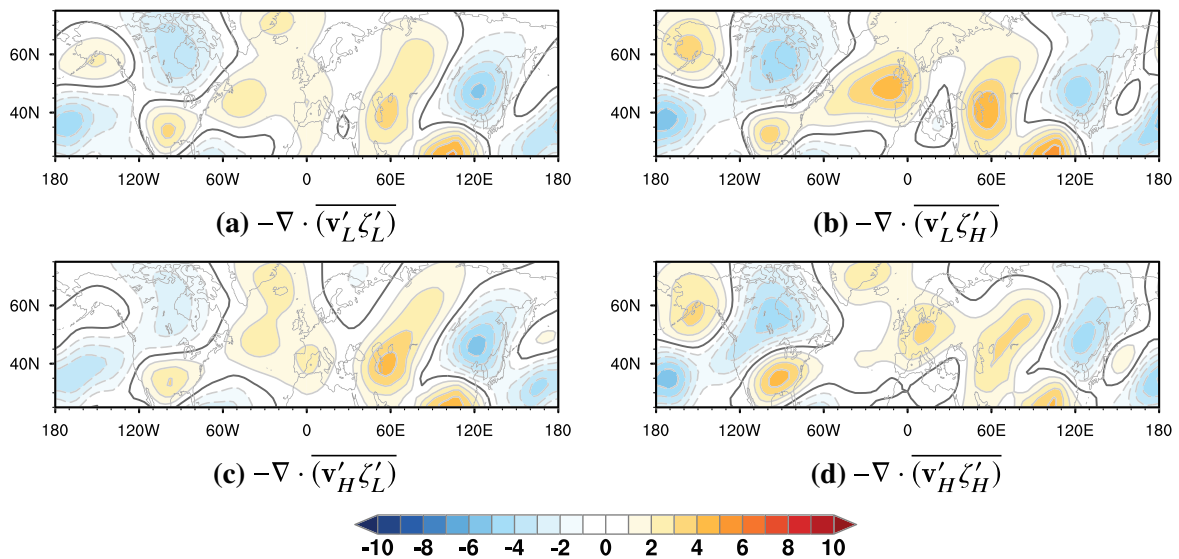 60N
40N
180 120W 60W 0 60E 120E 180
(a) −∇ · \overline{(v′_L ζ′_L)}
60N
40N
180 120W 60W 0 60E 120E 180
(b) −∇ · \overline{(v′_L ζ′_H)}
60N
40N
180 120W 60W 0 60E 120E 180
(c) −∇ · \overline{(v′_H ζ′_L)}
60N
40N
180 120W 60W 0 60E 120E 180
(d) −∇ · \overline{(v′_H ζ′_H)}
-10 -8 -6 -4 -2 0 2 4 6 8 10